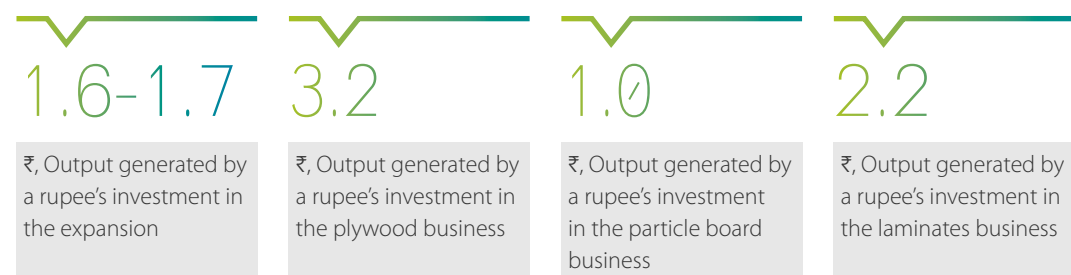 1.6-1.7
₹, Output generated by
a rupee’s investment in
the expansion
3.2
₹, Output generated by
a rupee’s investment in
the plywood business
1.0
₹, Output generated by
a rupee’s investment
in the particle board
business
2.2
₹, Output generated by
a rupee’s investment in
the laminates business